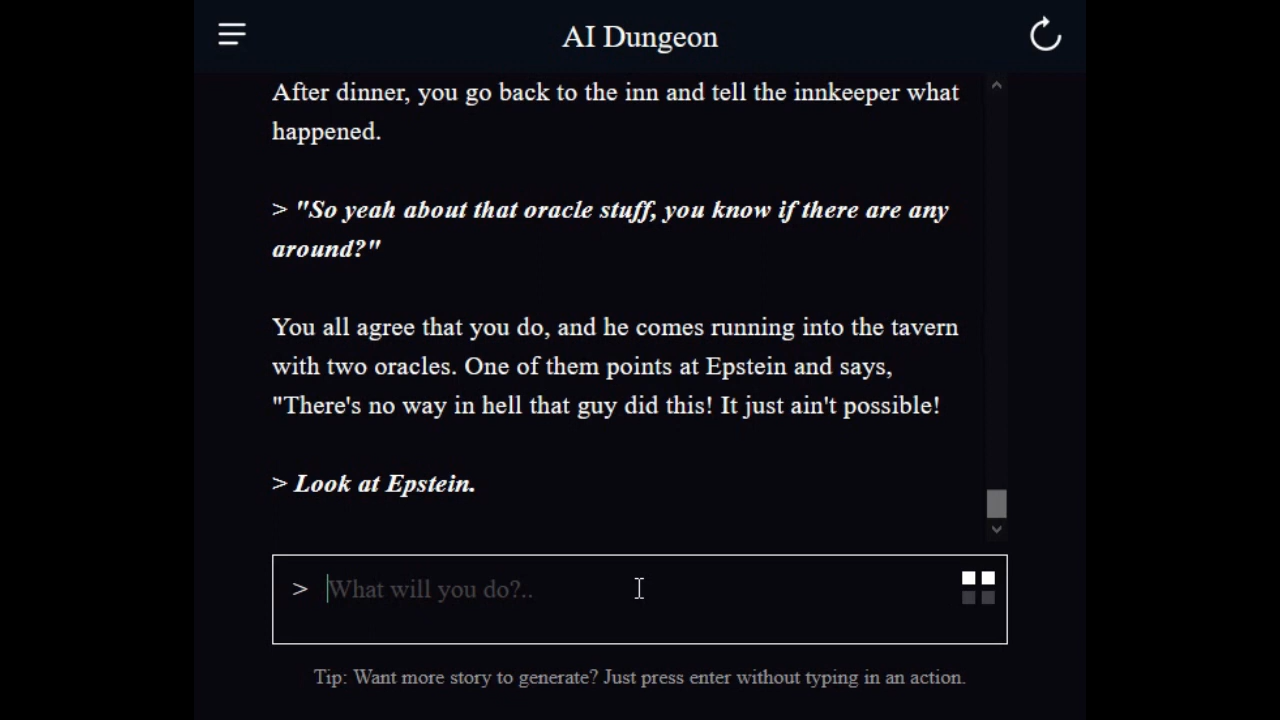 AI Dungeon
After dinner, you go back to the inn and tell the innkeeper what
happened.
> "So yeah about that oracle stuff, you know if there are any
around?"
You all agree that you do, and he comes running into the tavern
with two oracles. One of them points at Epstein and says,
"There's no way in hell that guy did this! It just ain't possible!
> Look at Epstein.
> What will you do?..
Tip: Want more story to generate? Just press enter without typing in an action.